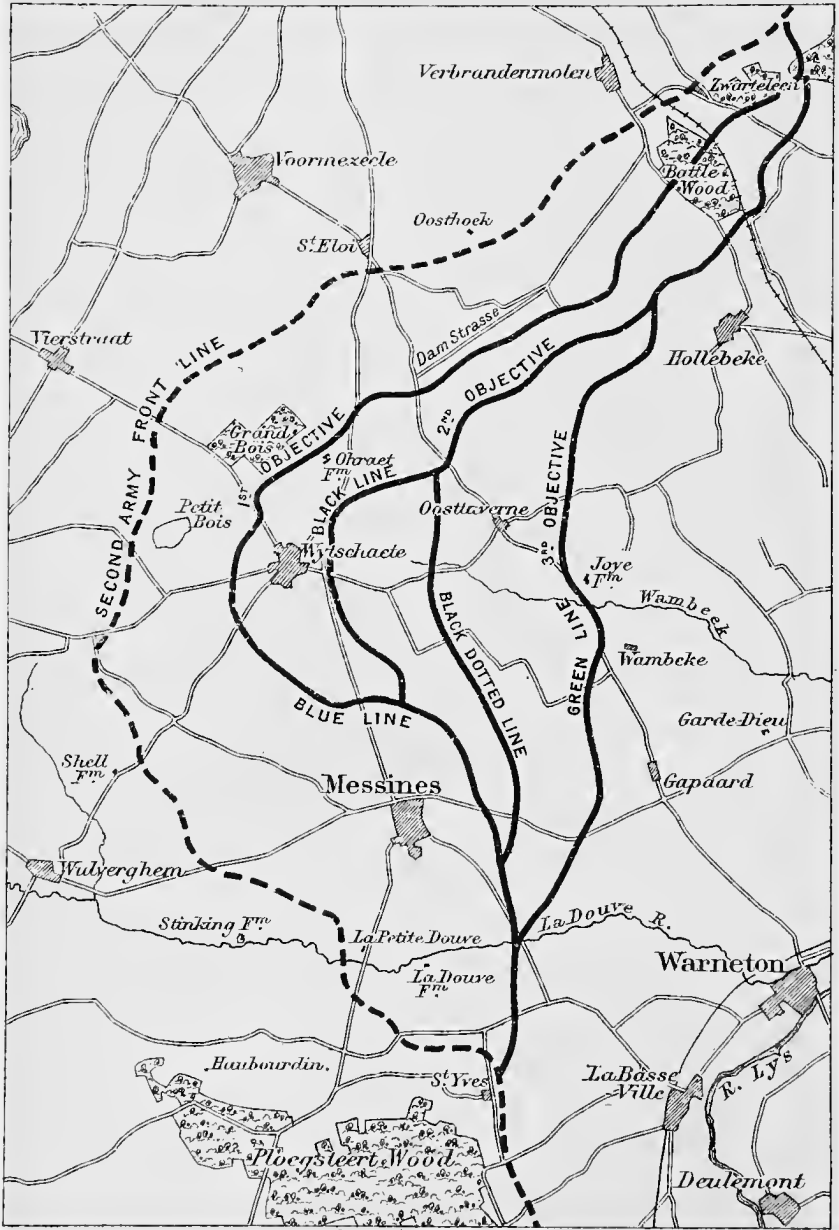 Verbrandenmolen
Zwarteleen
Voormezeele
Battle
Wood
Oosthoek
St. Eloi
Dam Strasse
Vierstraat
SECOND ARMY FRONT LINE
Hollebeke
2ND OBJECTIVE
1ST OBJECTIVE
Grand
Bois
Onraet
Fm
BLACK LINE
Petit
Bois
Oosttaverne
3RD OBJECTIVE
Wytschaete
Joye
Fm
Wambeek
BLACK DOTTED LINE
GREEN LINE
Wambeke
BLUE LINE
Garde-Dieu
Shell
Fm
Messines
Gapaard
Wulverghem
Stinking Fm
La Petite Douve
La Douve R.
La Douve
Fm
Warneton
Haubourdin.
St Yves
La Basse
Ville
R. Lys
Ploegsteert Wood
Deulemont